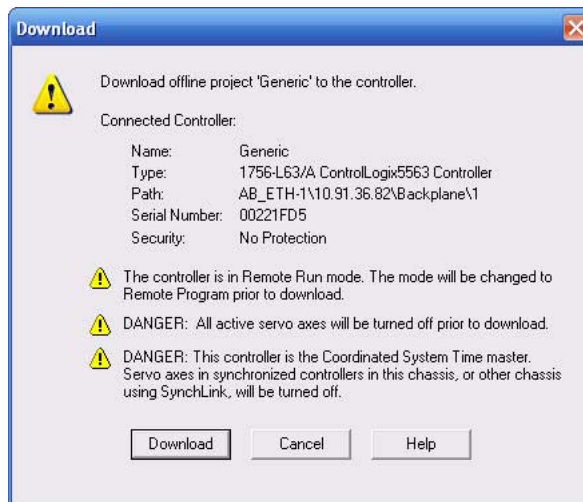 Download
Download offline project 'Generic' to the controller.
Connected Controller:
Name: Generic
Type: 1756-L63/A ControlLogix5563 Controller
Path: AB_ETH-1\10.91.36.82\Backplane\1
Serial Number: 00221FD5
Security: No Protection
The controller is in Remote Run mode. The mode will be changed to
Remote Program prior to download.
DANGER: All active servo axes will be turned off prior to download.
DANGER: This controller is the Coordinated System Time master.
Servo axes in synchronized controllers in this chassis, or other chassis
using SynchLink, will be turned off.
Download Cancel Help